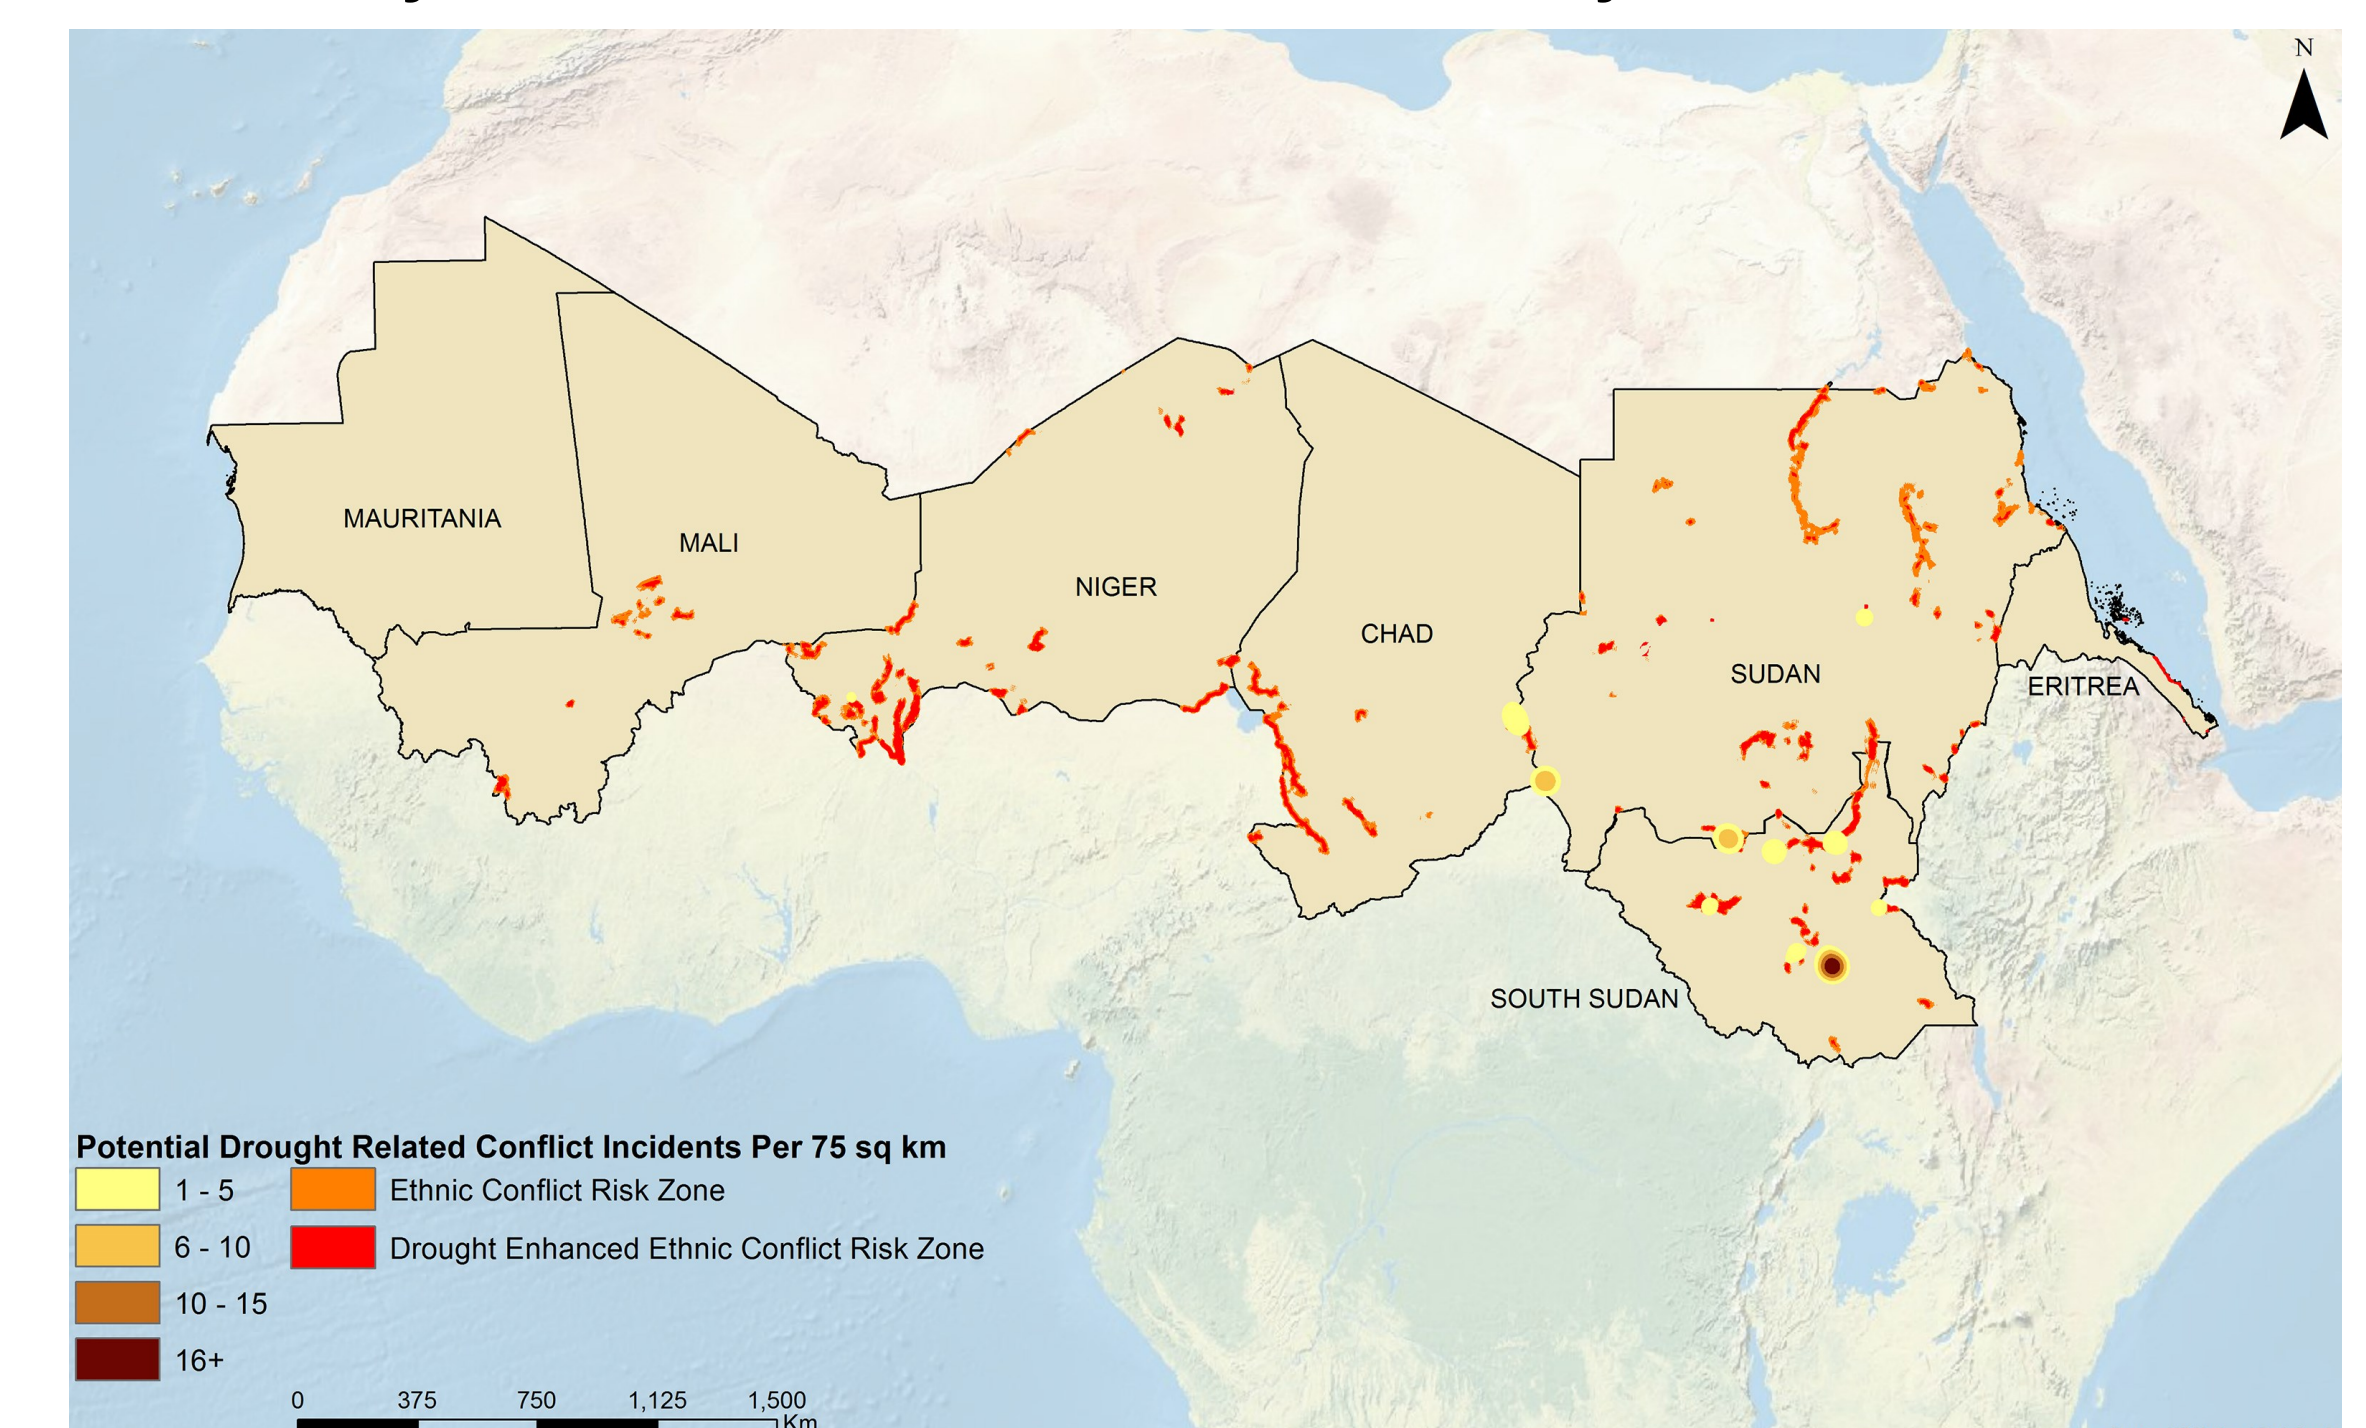 N
MAURITANIA
MALI
NIGER
CHAD
SUDAN
ERITREA
SOUTH SUDAN
Potential Drought Related Conflict Incidents Per 75 sq km
1 - 5
Ethnic Conflict Risk Zone
6 - 10
Drought Enhanced Ethnic Conflict Risk Zone
10 - 15
16+
0 375 750 1,125 1,500
Km